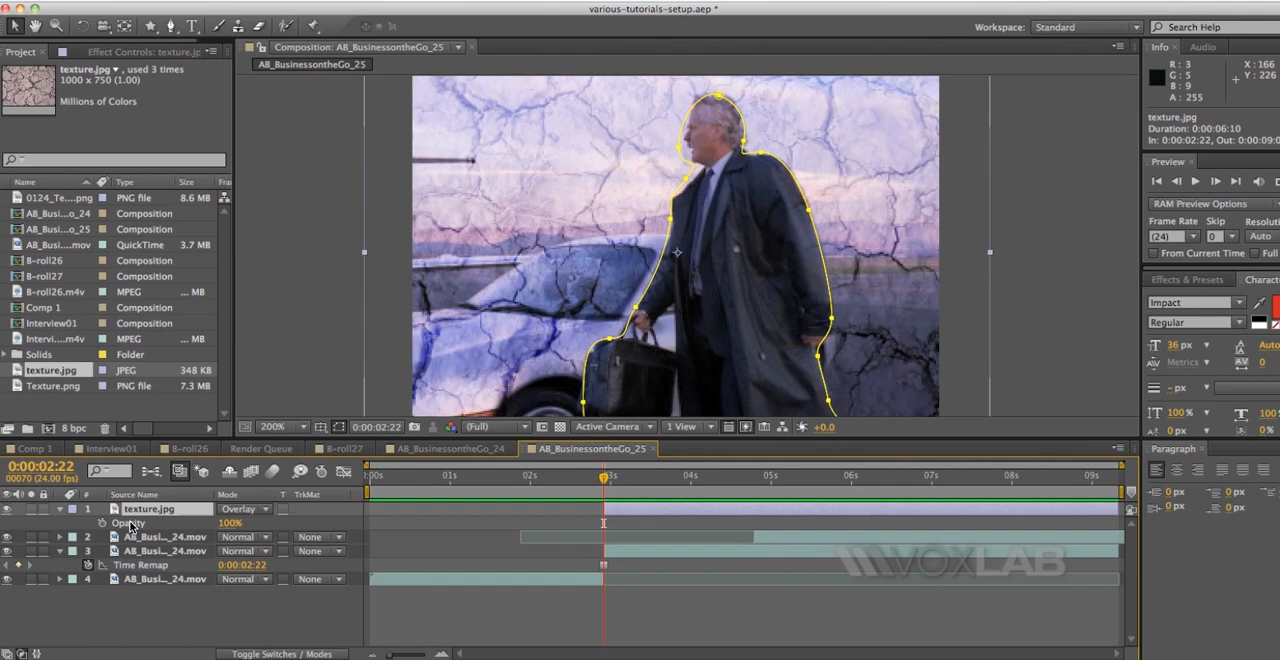 various-tutorials-setup.aep *
Workspace: Standard Search Help
Project Effect Controls: texture.jp
texture.jpg , used 3 times
1000 x 750 (1.00)
Millions of Colors
Name Type Size Fra
0124_Te....png PNG file 8.6 MB
AB_Busi...o_24 Composition
AB_Busi...o_25 Composition
AB_Busi....mov QuickTime 3.7 MB
B-roll26 Composition
B-roll27 Composition
B-roll26.m4v MPEG ... MB
Comp 1 Composition
Interview01 Composition
Intervi....m4v MPEG ... MB
Solids Folder
texture.jpg JPEG 348 KB
Texture.png PNG file 7.3 MB
8 bpc
Composition: AB_BusinessontheGo_25
AB_BusinessontheGo_25
200% 0:00:02:22 (Full) Active Camera 1 View +0.0
Info Audio
R : 3 X : 166
G : 5 Y : 226
B : 9
A : 255
texture.jpg
Duration: 0:00:06:10
In: 0:00:02:22, Out: 0:00:09:0
Preview
RAM Preview Options
Frame Rate Skip Resoluti
(24) 0 Auto
From Current Time Full
Effects & Presets Charact
Impact
Regular
36 px Auto
Metrics 0
- px
100 % 100
0 px 0 %
Paragraph
0 px 0 px
0 px 0 px
Comp 1 Interview01 B-roll26 Render Queue B-roll27 AB_BusinessontheGo_24 AB_BusinessontheGo_25
0:00:02:22
00070 (24.00 fps)
:00s 01s 02s 03s 04s 05s 06s 07s 08s 09s
# Source Name Mode T TrkMat
1 texture.jpg Overlay
Opacity 100%
2 AB_Busi..._24.mov Normal None
3 AB_Busi..._24.mov Normal None
Time Remap 0:00:02:22
4 AB_Busi..._24.mov Normal None
VOXLAB
Toggle Switches / Modes